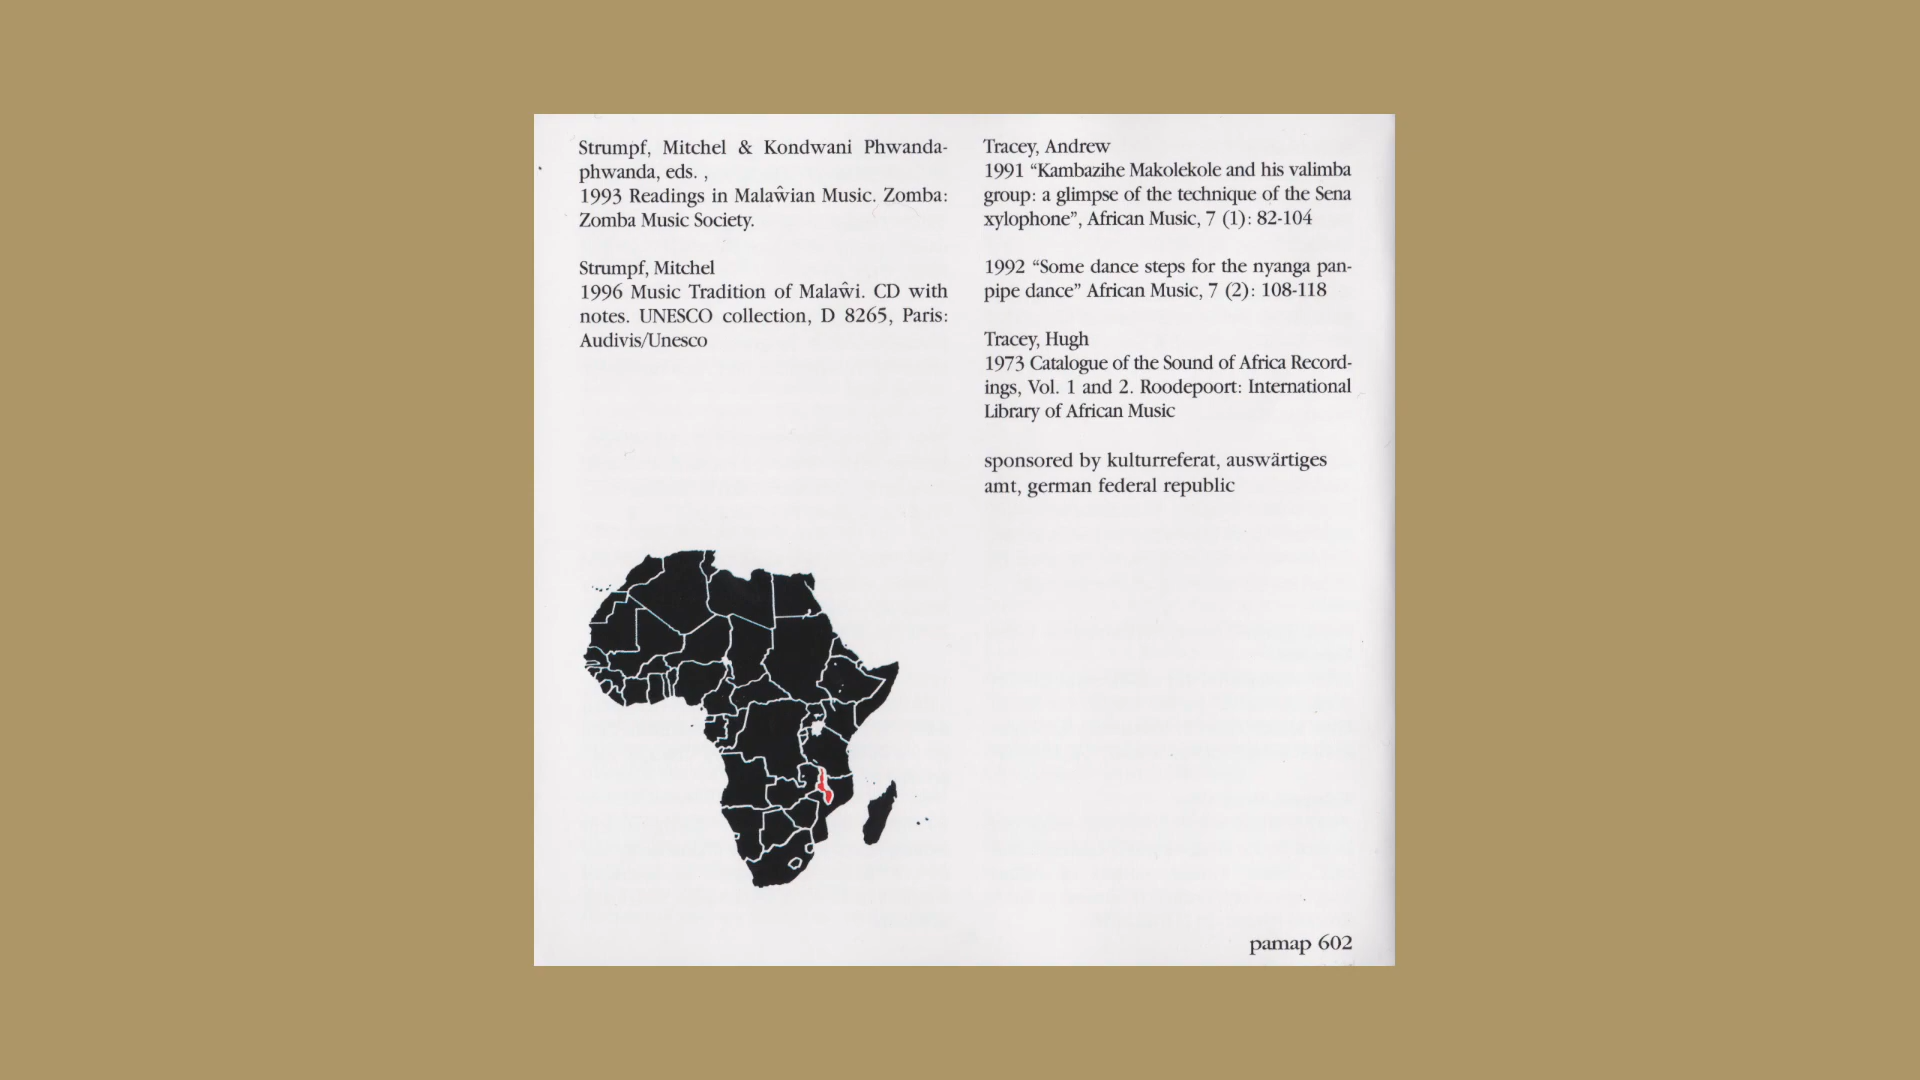 Strumpf, Mitchel & Kondwani Phwanda-
phwanda, eds. ,
1993 Readings in Malaŵian Music. Zomba:
Zomba Music Society.
Strumpf, Mitchel
1996 Music Tradition of Malaŵi. CD with
notes. UNESCO collection, D 8265, Paris:
Audivis/Unesco
Tracey, Andrew
1991 “Kambazihe Makolekole and his valimba
group: a glimpse of the technique of the Sena
xylophone”, African Music, 7 (1): 82-104
1992 “Some dance steps for the nyanga pan-
pipe dance” African Music, 7 (2): 108-118
Tracey, Hugh
1973 Catalogue of the Sound of Africa Record-
ings, Vol. 1 and 2. Roodepoort: International
Library of African Music
sponsored by kulturreferat, auswärtiges
amt, german federal republic
pamap 602